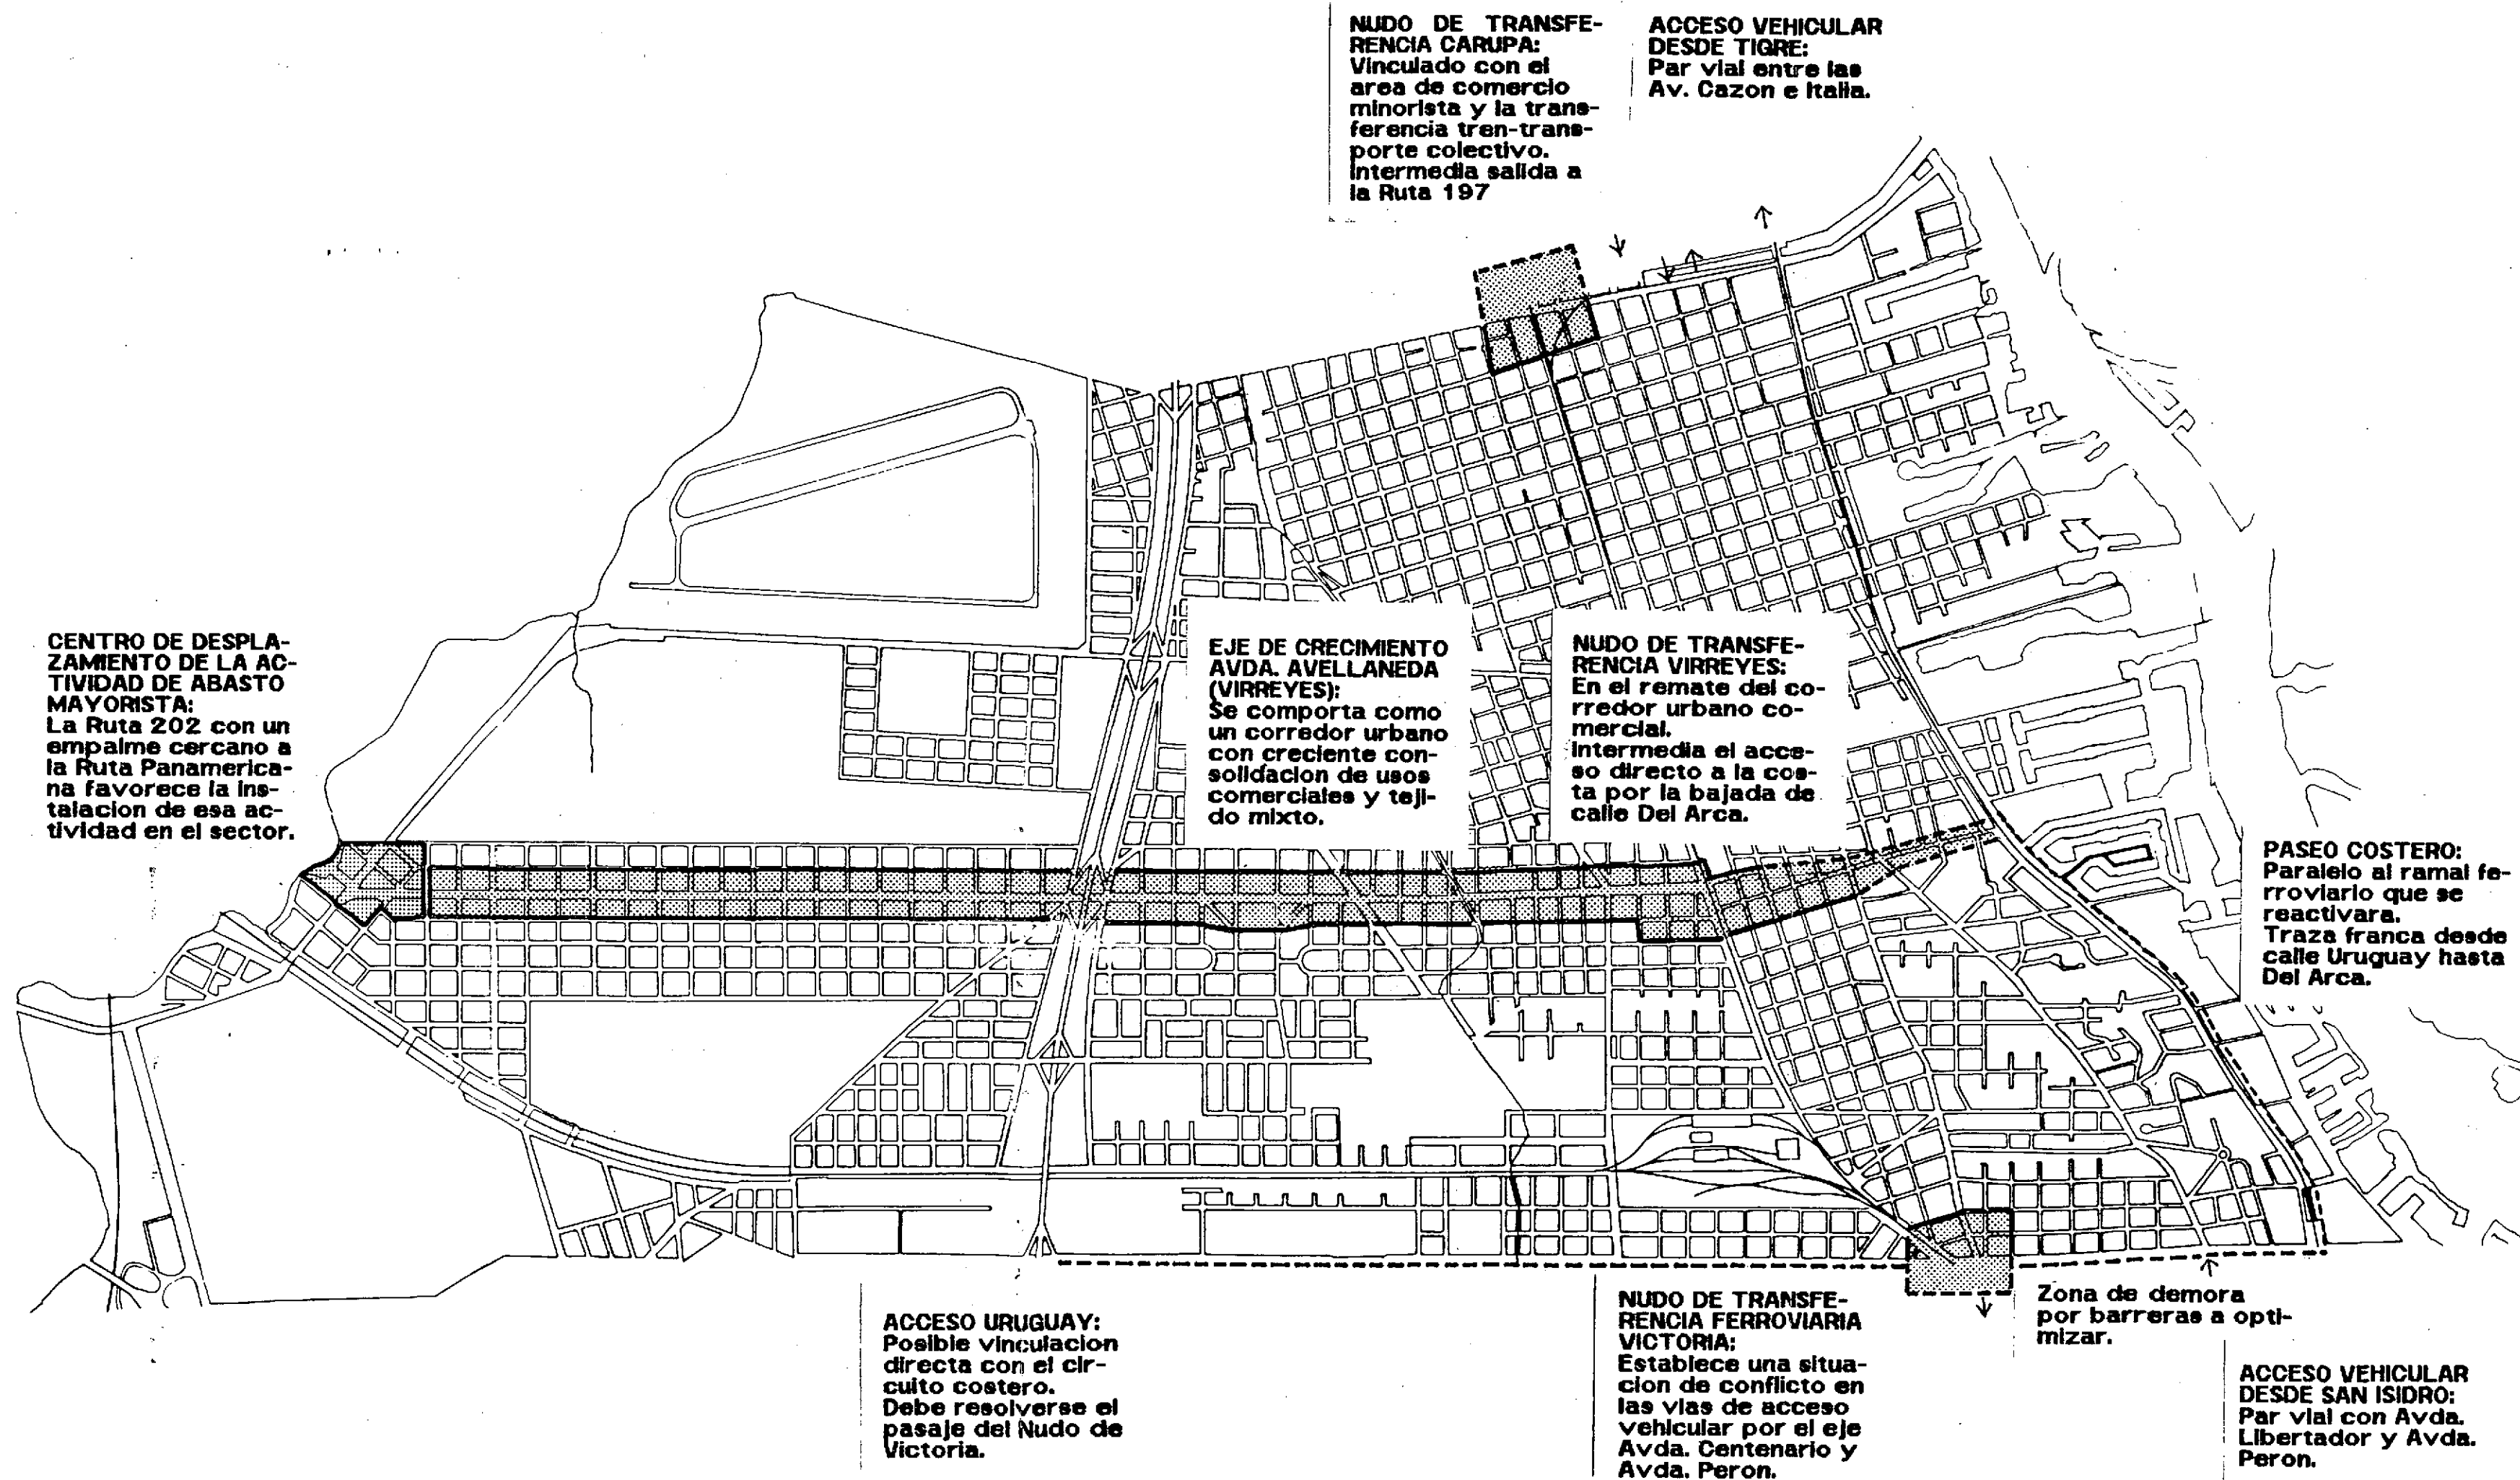 NUDO DE TRANSFE-
RENCIA CARUPA:
Vinculado con el
area de comercio
minorista y la trans-
ferencia tren-trans-
porte colectivo.
Intermedia salida a
la Ruta 197
ACCESO VEHICULAR
DESDE TIGRE:
Par vial entre las
Av. Cazon e Italia.
CENTRO DE DESPLA-
ZAMIENTO DE LA AC-
TIVIDAD DE ABASTO
MAYORISTA:
La Ruta 202 con un
empalme cercano a
la Ruta Panamerica-
na favorece la ins-
talacion de esa ac-
tividad en el sector.
EJE DE CRECIMIENTO
AVDA. AVELLANEDA
(VIRREYES):
Se comporta como
un corredor urbano
con creciente con-
solidacion de usos
comerciales y teji-
do mixto.
NUDO DE TRANSFE-
RENCIA VIRREYES:
En el remate del co-
rredor urbano co-
mercial.
Intermedia el acce-
so directo a la cos-
ta por la bajada de
calle Del Arca.
PASEO COSTERO:
Paralelo al ramal fe-
rroviario que se
reactivara.
Traza franca desde
calle Uruguay hasta
Del Arca.
ACCESO URUGUAY:
Posible vinculacion
directa con el cir-
cuito costero.
Debe resolverse el
pasaje del Nudo de
Victoria.
NUDO DE TRANSFE-
RENCIA FERROVIARIA
VICTORIA:
Establece una situa-
cion de conflicto en
las vias de acceso
vehicular por el eje
Avda. Centenario y
Avda. Peron.
Zona de demora
por barreras a opti-
mizar.
ACCESO VEHICULAR
DESDE SAN ISIDRO:
Par vial con Avda.
Libertador y Avda.
Peron.